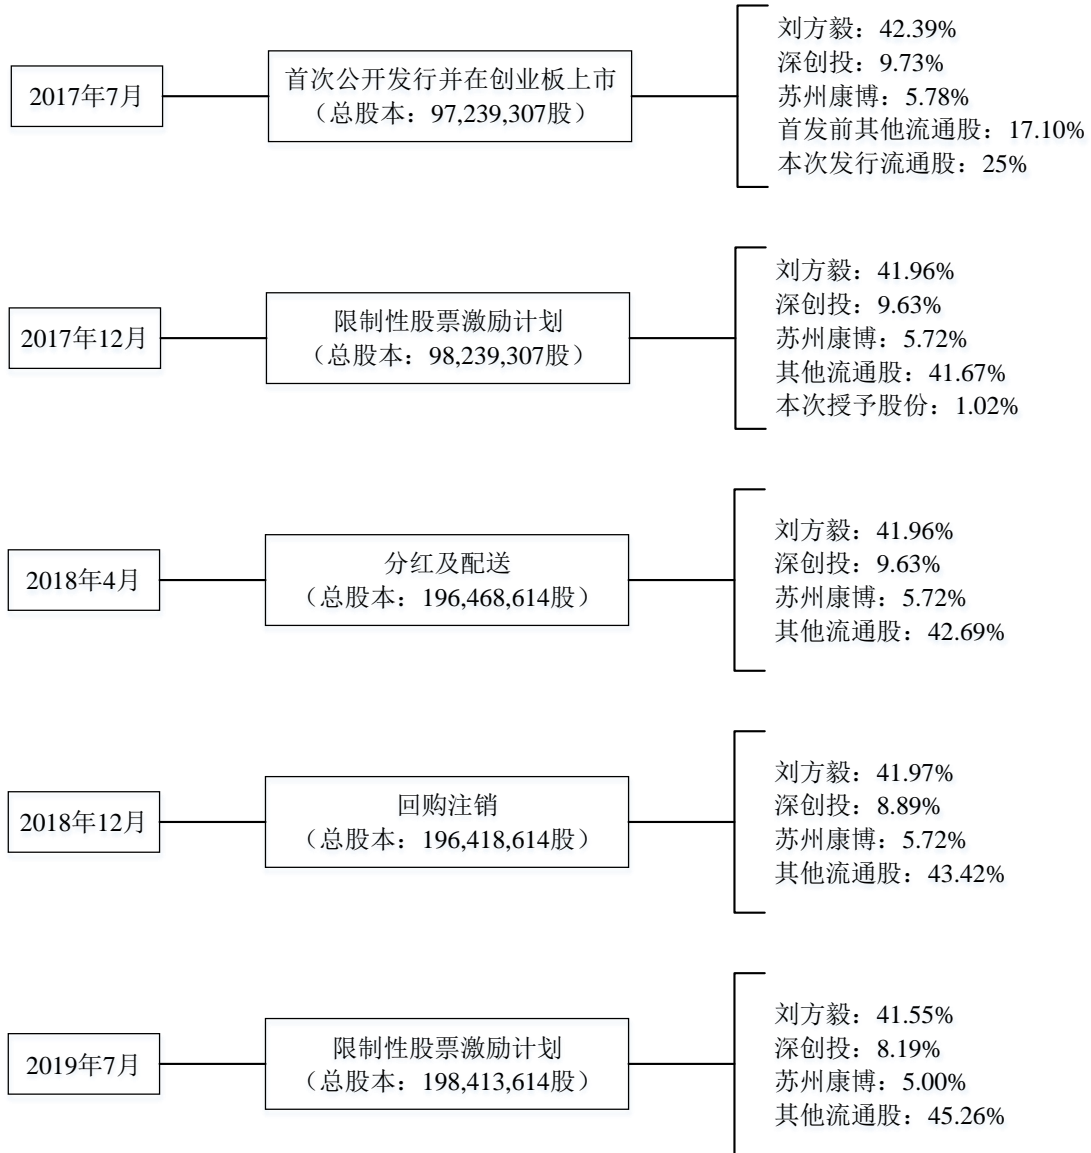 2017年7月
首次公开发行并在创业板上市
（总股本：97,239,307股）
刘方毅：42.39%
深创投：9.73%
苏州康博：5.78%
首发前其他流通股：17.10%
本次发行流通股：25%
2017年12月
限制性股票激励计划
（总股本：98,239,307股）
刘方毅：41.96%
深创投：9.63%
苏州康博：5.72%
其他流通股：41.67%
本次授予股份：1.02%
2018年4月
分红及配送
（总股本：196,468,614股）
刘方毅：41.96%
深创投：9.63%
苏州康博：5.72%
其他流通股：42.69%
2018年12月
回购注销
（总股本：196,418,614股）
刘方毅：41.97%
深创投：8.89%
苏州康博：5.72%
其他流通股：43.42%
2019年7月
限制性股票激励计划
（总股本：198,413,614股）
刘方毅：41.55%
深创投：8.19%
苏州康博：5.00%
其他流通股：45.26%